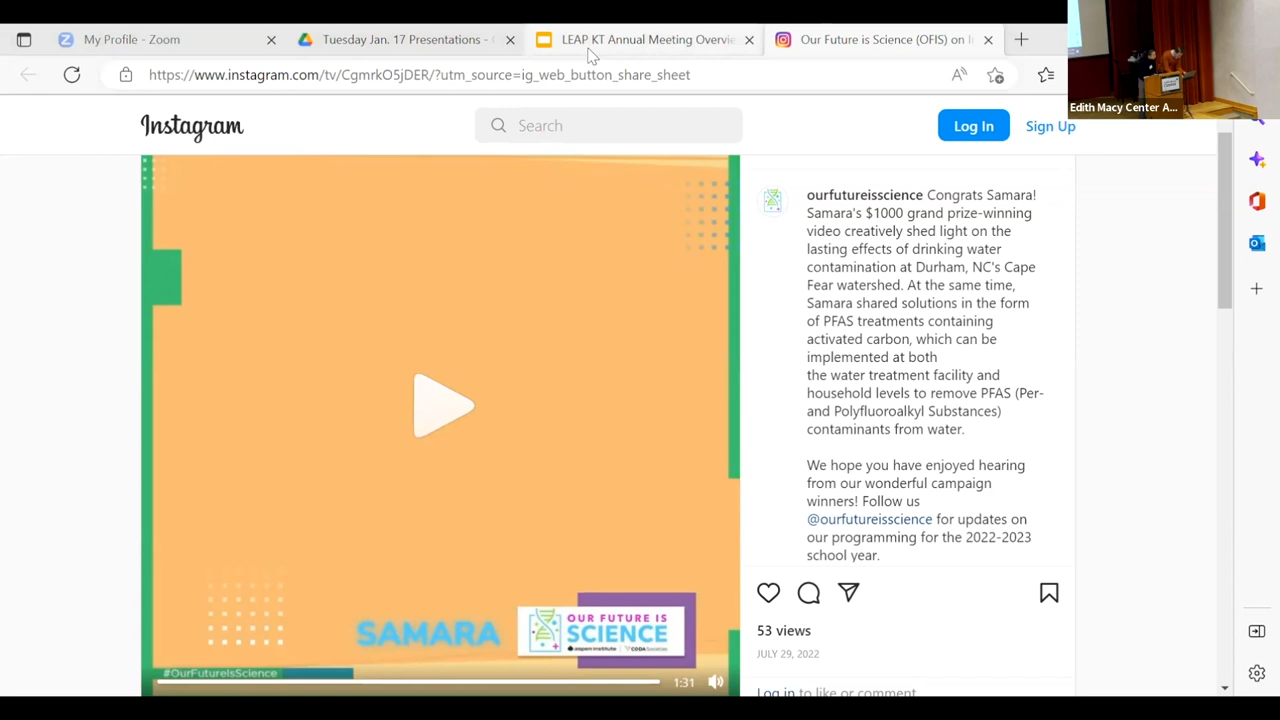 My Profile - Zoom
Tuesday Jan. 17 Presentations -
LEAP KT Annual Meeting Overvie
Our Future is Science (OFIS) on I
https://www.instagram.com/tv/CgmrkO5jDER/?utm_source=ig_web_button_share_sheet
Edith Macy Center A...
Instagram
Search
Log In
Sign Up
ourfutureisscience Congrats Samara!
Samara's $1000 grand prize-winning
video creatively shed light on the
lasting effects of drinking water
contamination at Durham, NC's Cape
Fear watershed. At the same time,
Samara shared solutions in the form
of PFAS treatments containing
activated carbon, which can be
implemented at both
the water treatment facility and
household levels to remove PFAS (Per-
and Polyfluoroalkyl Substances)
contaminants from water.
We hope you have enjoyed hearing
from our wonderful campaign
winners! Follow us
@ourfutureisscience for updates on
our programming for the 2022-2023
school year.
SAMARA
OUR FUTURE IS
SCIENCE
aspen institute
CODA Societies
#OurFutureIsScience
1:31
53 views
JULY 29, 2022
Log in to like or comment.